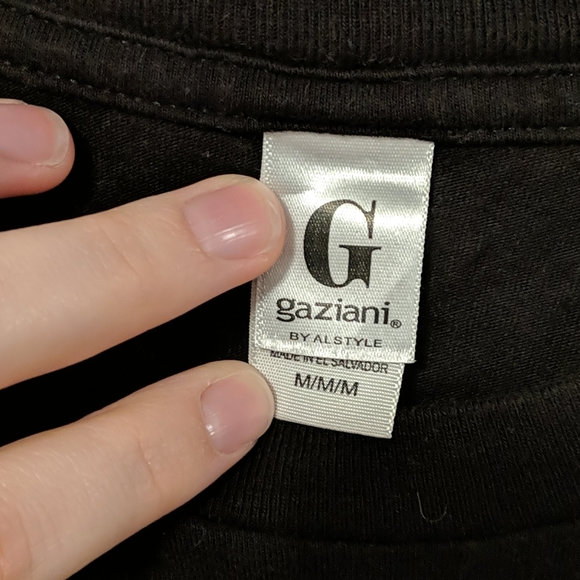 G
gaziani®
BY ALSTYLE
MADE IN EL SALVADOR
M/M/M